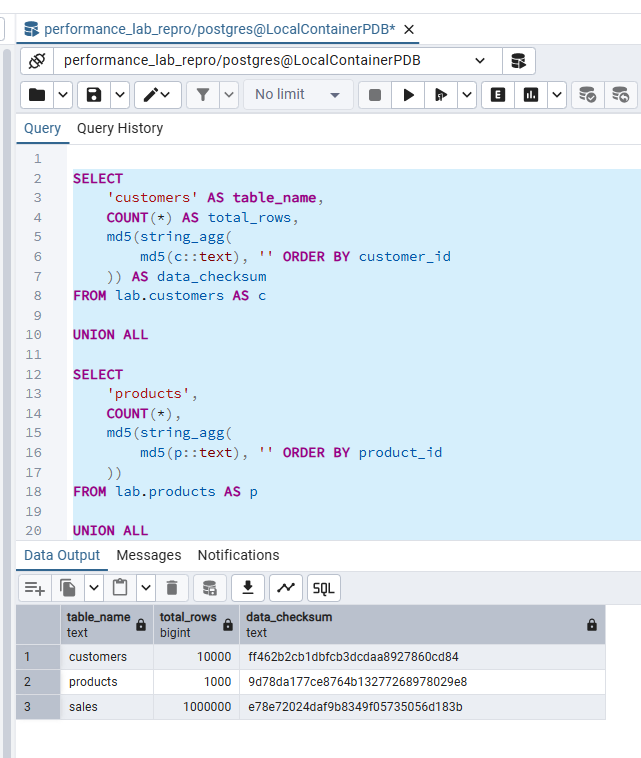 performance_lab_repro/postgres@LocalContainerPDB*
performance_lab_repro/postgres@LocalContainerPDB
No limit
E
Query Query History
1
2 SELECT
3 'customers' AS table_name,
4 COUNT(*) AS total_rows,
5 md5(string_agg(
6 md5(c::text), '' ORDER BY customer_id
7 )) AS data_checksum
8 FROM lab.customers AS c
9
10 UNION ALL
11
12 SELECT
13 'products',
14 COUNT(*),
15 md5(string_agg(
16 md5(p::text), '' ORDER BY product_id
17 ))
18 FROM lab.products AS p
19
20 UNION ALL
Data Output Messages Notifications
SQL
table_name total_rows data_checksum
text bigint text
1 customers 10000 ff462b2cb1dbfcb3dcdaa8927860cd84
2 products 1000 9d78da177ce8764b13277268978029e8
3 sales 1000000 e78e72024daf9b8349f05735056d183b